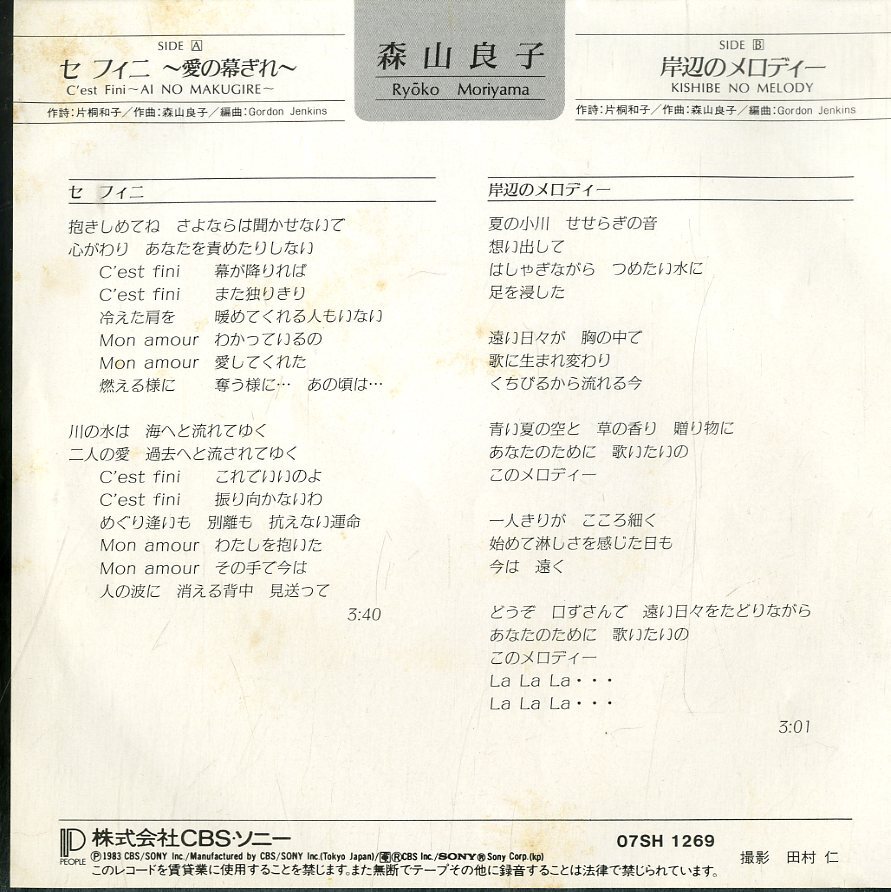 SIDE A
セ フィニ 〜愛の幕ぎれ〜
C'est Fini〜AI NO MAKUGIRE〜
作詩：片桐和子／作曲：森山良子／編曲：Gordon Jenkins
森山良子
Ryōko Moriyama
SIDE B
岸辺のメロディー
KISHIBE NO MELODY
作詩：片桐和子／作曲：森山良子／編曲：Gordon Jenkins
セ フィニ
抱きしめてね さよならは聞かせないで
心がわり あなたを責めたりしない
C'est fini 幕が降りれば
C'est fini また独りきり
冷えた肩を 暖めてくれる人もいない
Mon amour わかっているの
Mon amour 愛してくれた
燃える様に 奪う様に… あの頃は…
川の水は 海へと流れてゆく
二人の愛 過去へと流されてゆく
C'est fini これでいいのよ
C'est fini 振り向かないわ
めぐり逢いも 別離も 抗えない運命
Mon amour わたしを抱いた
Mon amour その手で今は
人の波に 消える背中 見送って
3:40
岸辺のメロディー
夏の小川 せせらぎの音
想い出して
はしゃぎながら つめたい水に
足を浸した
遠い日々が 胸の中で
歌に生まれ変わり
くちびるから流れる今
青い夏の空と 草の香り 贈り物に
あなたのために 歌いたいの
このメロディー
一人きりが こころ細く
始めて淋しさを感じた日も
今は 遠く
どうぞ 口ずさんで 遠い日々をたどりながら
あなたのために 歌いたいの
このメロディー
La La La・・・
La La La・・・
3:01
PEOPLE
株式会社CBS・ソニー
Ⓟ1983 CBS/SONY Inc./Manufactured by CBS/SONY Inc.(Tokyo Japan)/ⓇCBS Inc./SONY®Sony Corp.(kp)
このレコードを賃貸業に使用することを禁じます。また無断でテープその他に録音することは法律で禁じられています。
07SH 1269
撮影 田村 仁